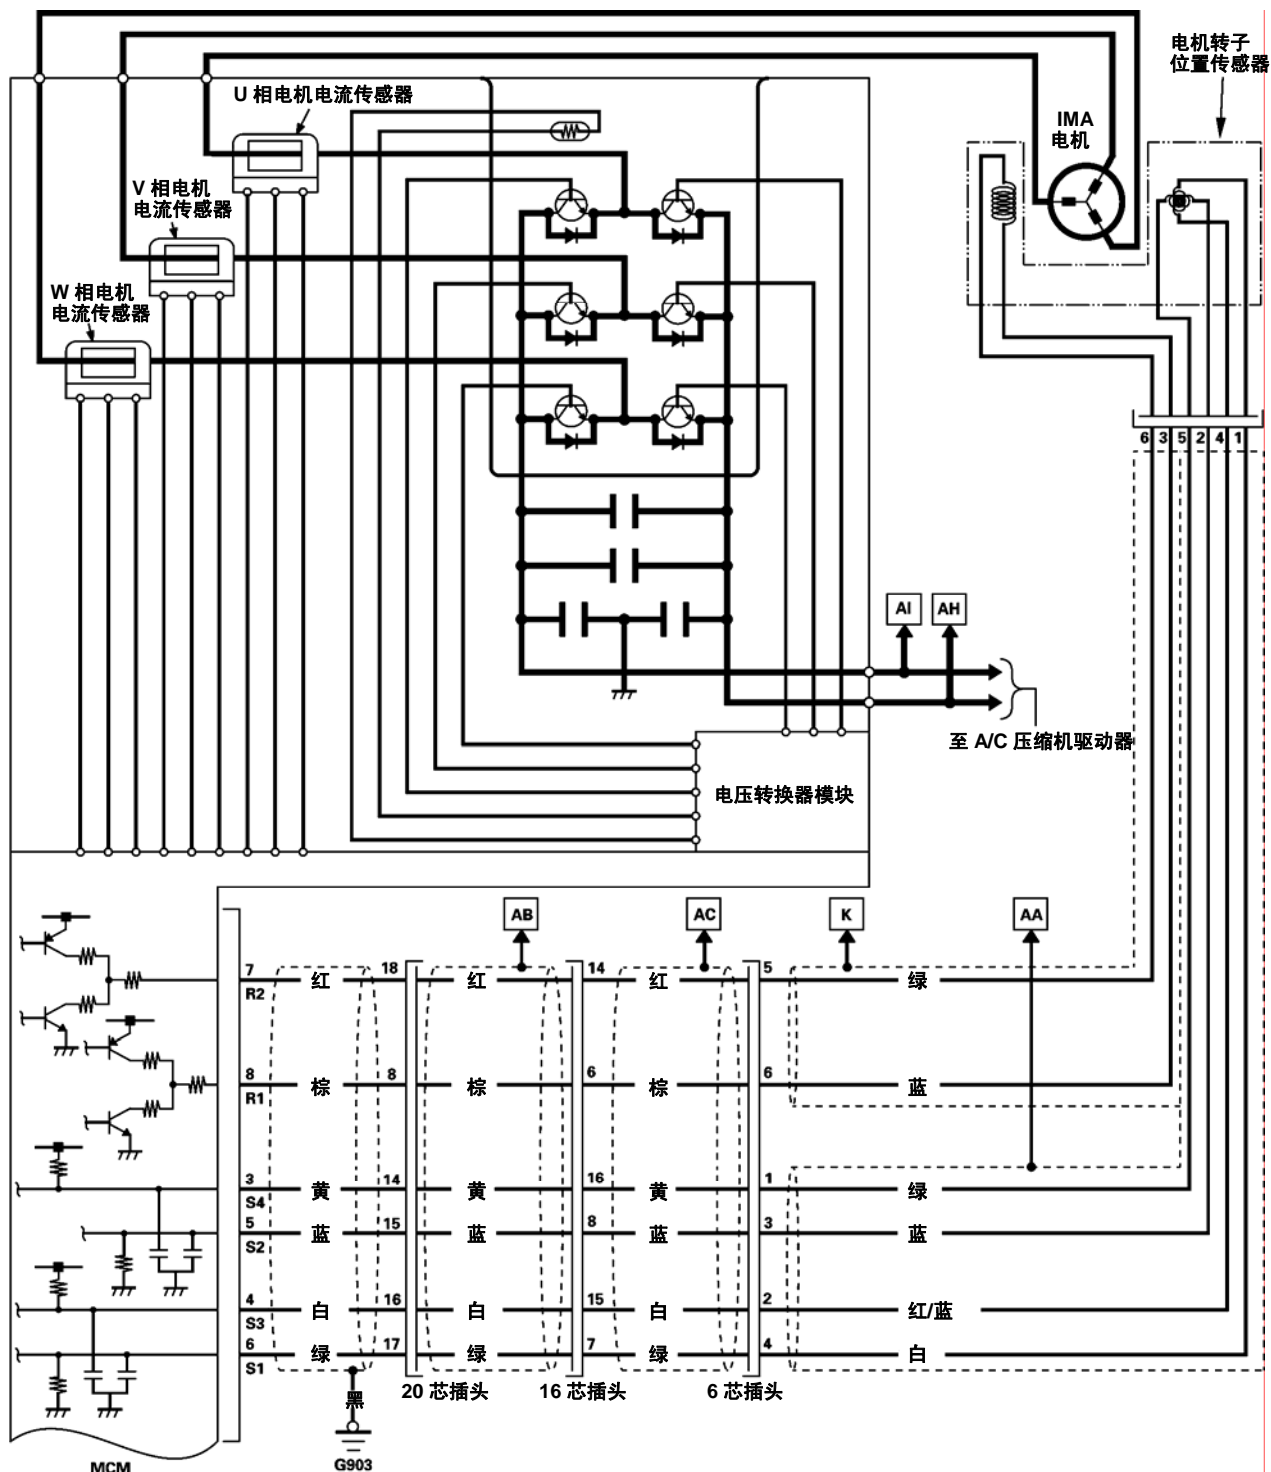 电机转子
位置传感器
U 相电机电流传感器
IMA
电机
V 相电机
电流传感器
W 相电机
电流传感器
6 3 5 2 4 1
AI AH
至 A/C 压缩机驱动器
电压转换器模块
AB AC K AA
7 红 18 红 14 红 5 绿
R2
8 棕 8 棕 6 棕 6 蓝
R1
3 黄 14 黄 16 黄 1 绿
S4
5 蓝 15 蓝 8 蓝 3 蓝
S2
4 白 16 白 15 白 2 红/蓝
S3
6 绿 17 绿 7 绿 4 白
S1
黑 20 芯插头 16 芯插头 6 芯插头
G903
MCM